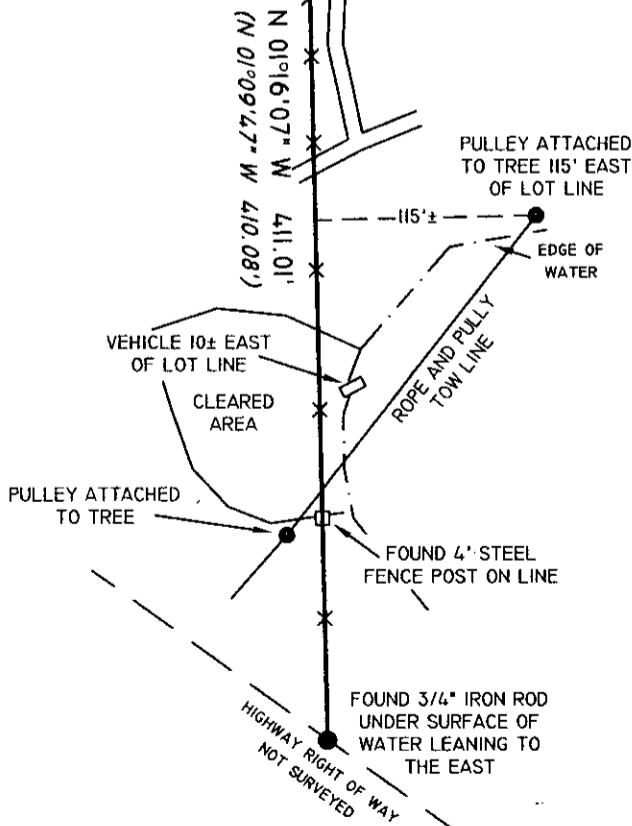 N 01°16'07" W 411.01'
(N 01°09'47" W 410.08')
PULLEY ATTACHED
TO TREE 115' EAST
OF LOT LINE
115'±
EDGE OF
WATER
VEHICLE 10± EAST
OF LOT LINE
ROPE AND PULLY
TOW LINE
CLEARED
AREA
PULLEY ATTACHED
TO TREE
FOUND 4' STEEL
FENCE POST ON LINE
FOUND 3/4" IRON ROD
UNDER SURFACE OF
WATER LEANING TO
THE EAST
HIGHWAY RIGHT OF WAY
NOT SURVEYED